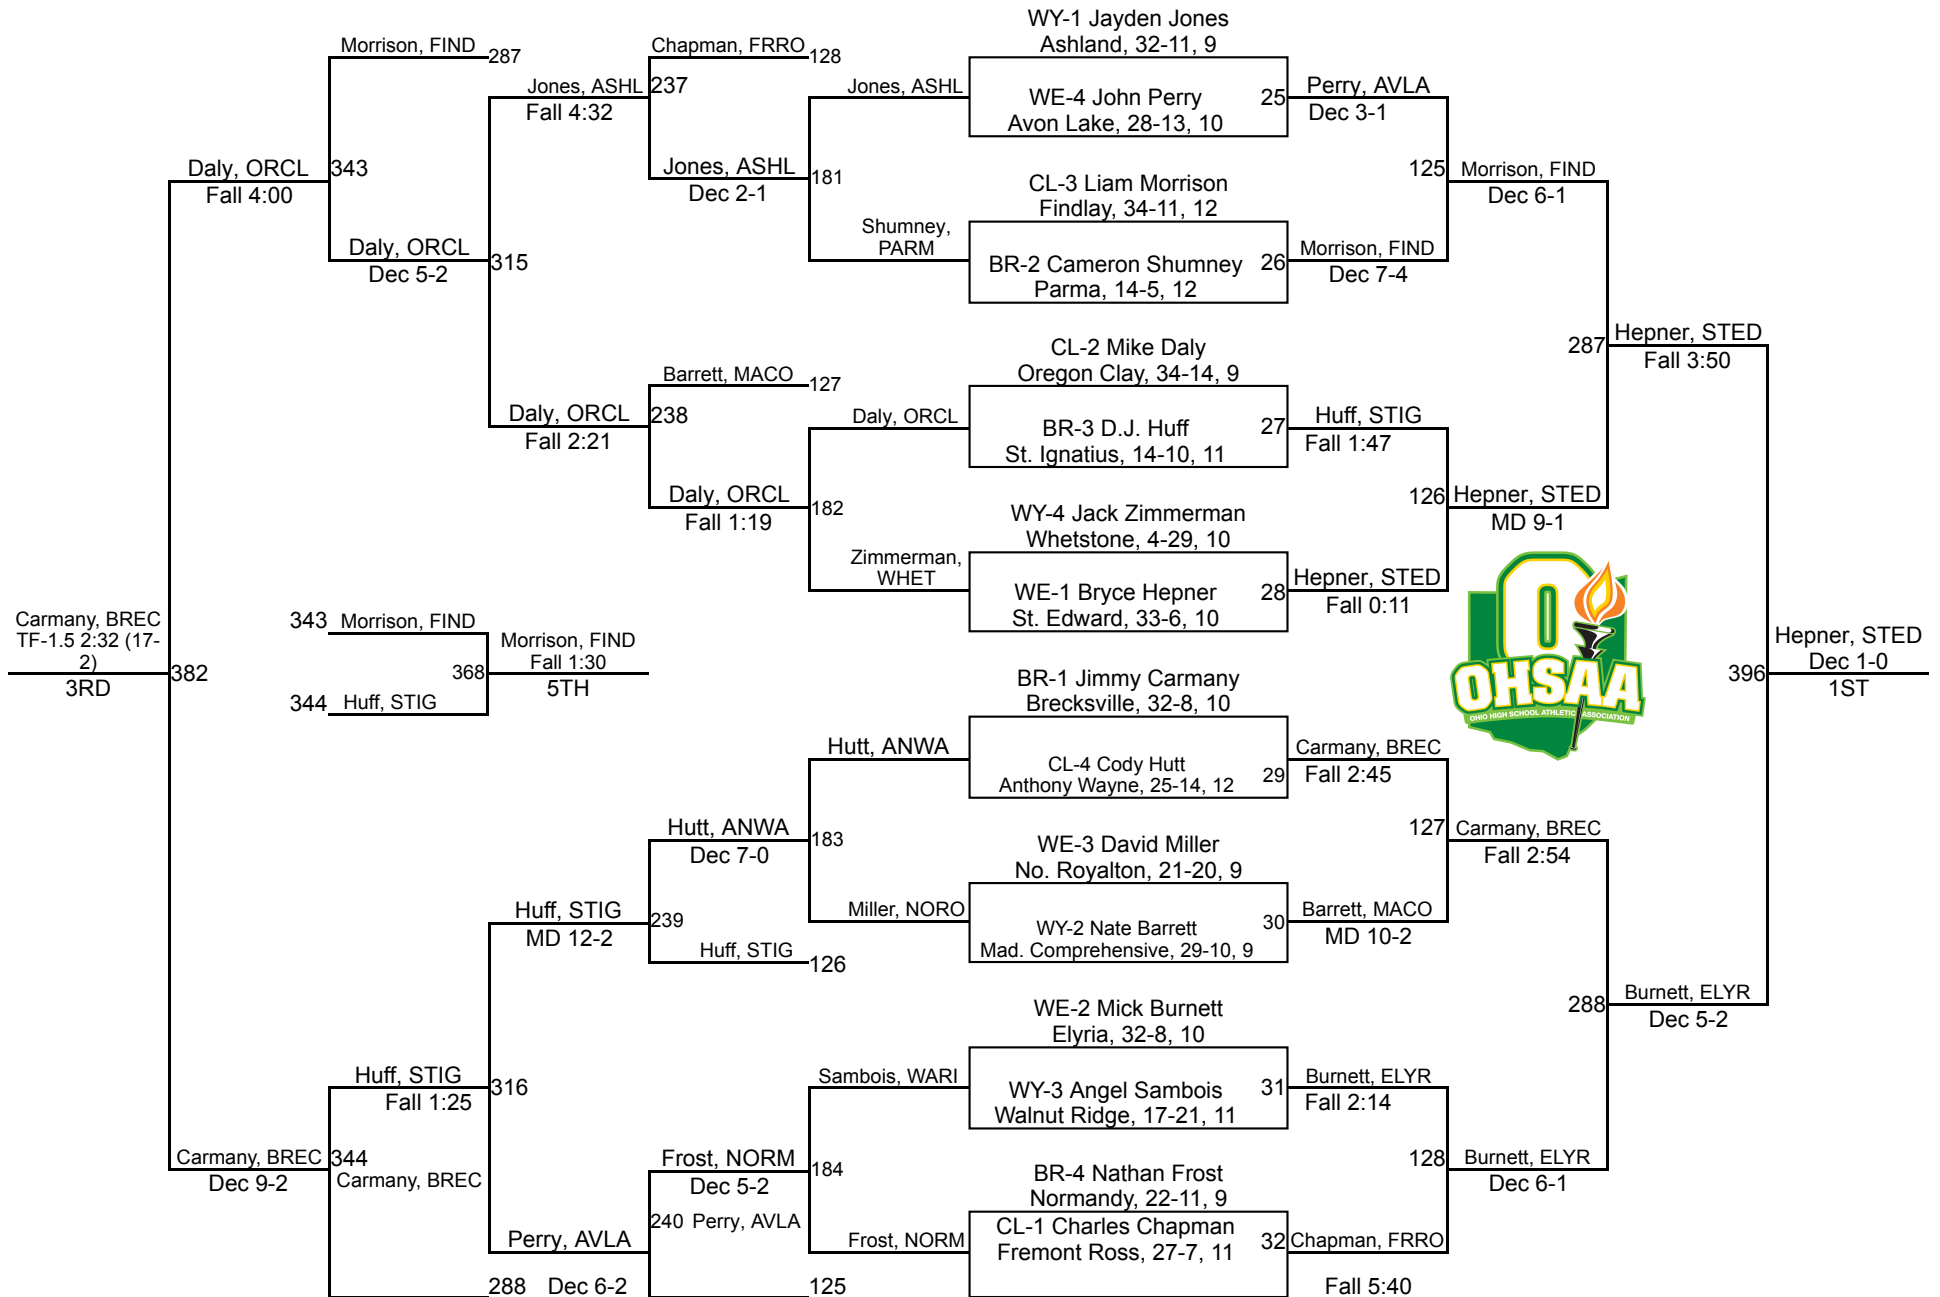 WY-1 Jayden Jones
Ashland, 32-11, 9
WE-4 John Perry
Avon Lake, 28-13, 10
25
CL-3 Liam Morrison
Findlay, 34-11, 12
BR-2 Cameron Shumney
Parma, 14-5, 12
26
CL-2 Mike Daly
Oregon Clay, 34-14, 9
BR-3 D.J. Huff
St. Ignatius, 14-10, 11
27
WY-4 Jack Zimmerman
Whetstone, 4-29, 10
WE-1 Bryce Hepner
St. Edward, 33-6, 10
28
BR-1 Jimmy Carmany
Brecksville, 32-8, 10
CL-4 Cody Hutt
Anthony Wayne, 25-14, 12
29
WE-3 David Miller
No. Royalton, 21-20, 9
WY-2 Nate Barrett
Mad. Comprehensive, 29-10, 9
30
WE-2 Mick Burnett
Elyria, 32-8, 10
WY-3 Angel Sambois
Walnut Ridge, 17-21, 11
31
BR-4 Nathan Frost
Normandy, 22-11, 9
CL-1 Charles Chapman
Fremont Ross, 27-7, 11
32
Perry, AVLA
Dec 3-1
Morrison, FIND
Dec 7-4
Huff, STIG
Fall 1:47
Hepner, STED
Fall 0:11
Carmany, BREC
Fall 2:45
Barrett, MACO
MD 10-2
Burnett, ELYR
Fall 2:14
Chapman, FRRO
Fall 5:40
125
Morrison, FIND
Dec 6-1
126
Hepner, STED
MD 9-1
127
Carmany, BREC
Fall 2:54
128
Burnett, ELYR
Dec 6-1
287
Hepner, STED
Fall 3:50
288
Burnett, ELYR
Dec 5-2
396
Hepner, STED
Dec 1-0
1ST
O
OHSAA
OHIO HIGH SCHOOL ATHLETIC ASSOCIATION
Jones, ASHL
Shumney,
PARM
181
Daly, ORCL
Zimmerman,
WHET
182
Hutt, ANWA
Miller, NORO
183
Sambois, WARI
Frost, NORM
184
Chapman, FRRO
128
Jones, ASHL
Dec 2-1
237
Barrett, MACO
127
Daly, ORCL
Fall 1:19
238
Hutt, ANWA
Dec 7-0
239
Huff, STIG
126
Frost, NORM
Dec 5-2
240 Perry, AVLA
125
Jones, ASHL
Fall 4:32
Daly, ORCL
Fall 2:21
315
Huff, STIG
MD 12-2
Perry, AVLA
Dec 6-2
316
Morrison, FIND
287
Daly, ORCL
Dec 5-2
343
Huff, STIG
Fall 1:25
344
Carmany, BREC
288
Daly, ORCL
Fall 4:00
Carmany, BREC
Dec 9-2
382
Carmany, BREC
TF-1.5 2:32 (17-
2)
3RD
343
Morrison, FIND
344
Huff, STIG
368
Morrison, FIND
Fall 1:30
5TH